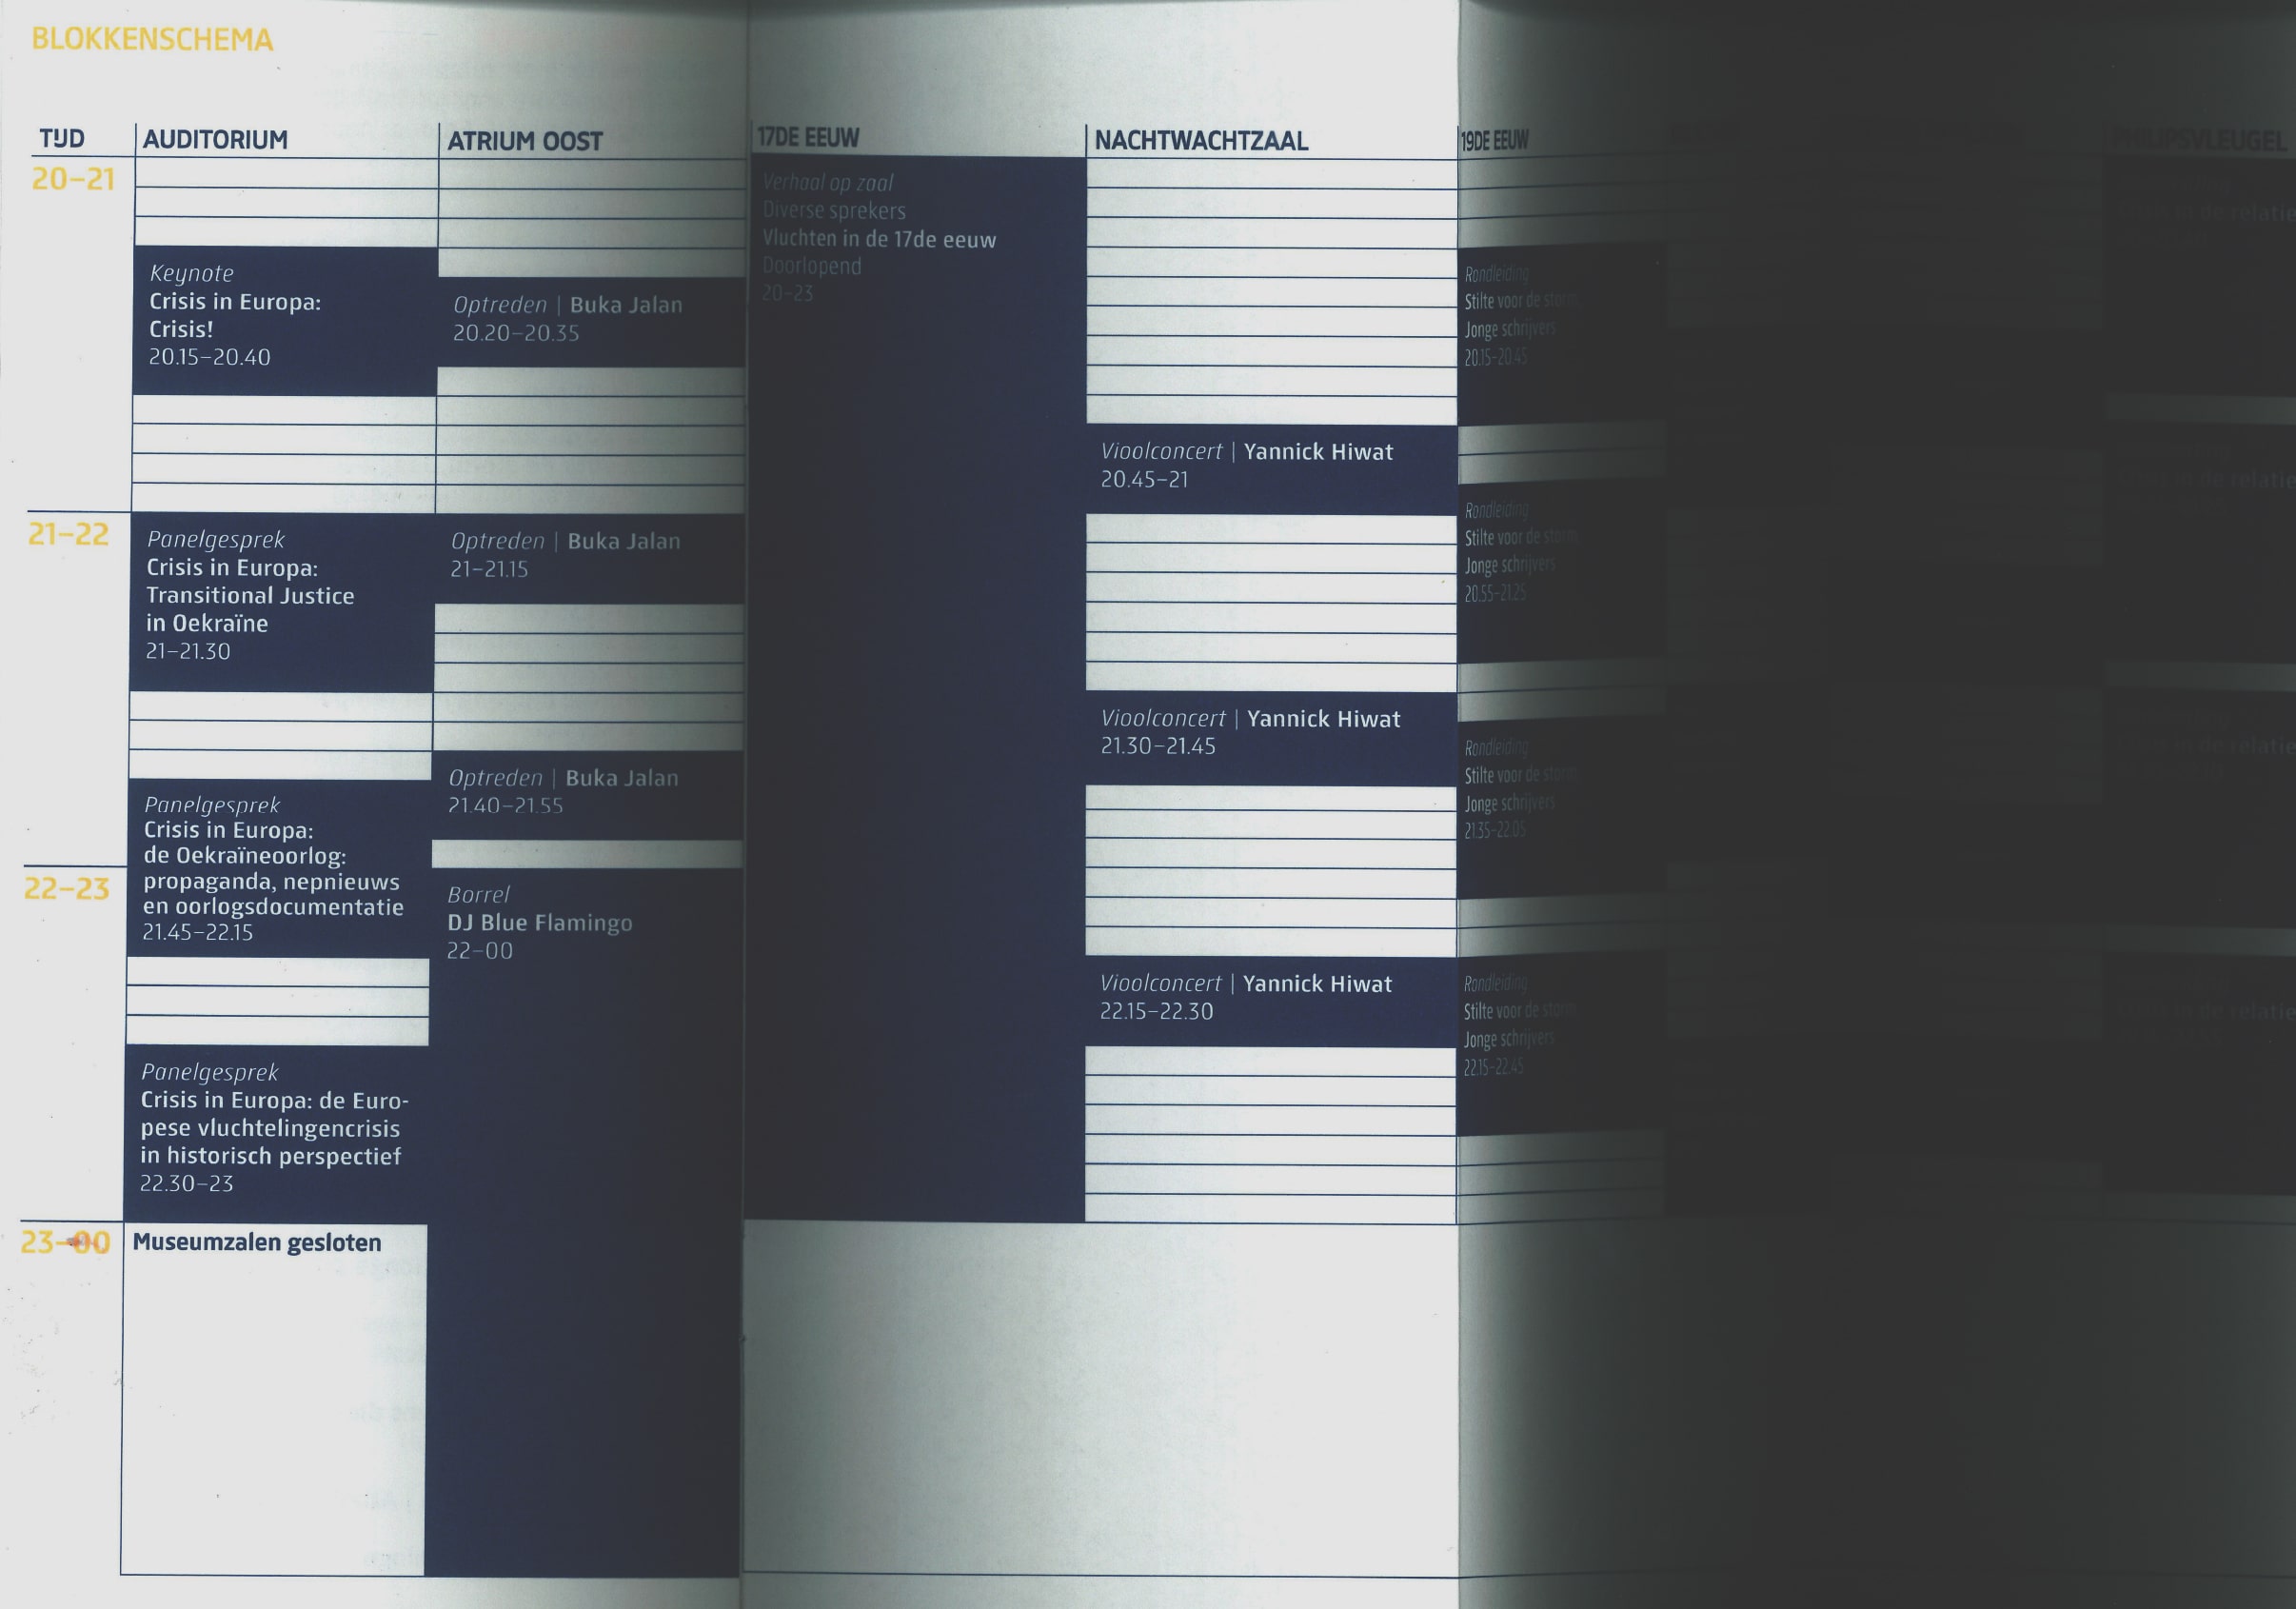 BLOKKENSCHEMA
TIJD
AUDITORIUM
ATRIUM OOST
17DE EEUW
NACHTWACHTZAAL
19DE EEUW
PHILIPSVLEUGEL
20–21
Keynote
Crisis in Europa:
Crisis!
20.15–20.40
21–22
Panelgesprek
Crisis in Europa:
Transitional Justice
in Oekraïne
21–21.30
Panelgesprek
Crisis in Europa:
de Oekraïneoorlog:
propaganda, nepnieuws
en oorlogsdocumentatie
21.45–22.15
22–23
Panelgesprek
Crisis in Europa: de Euro-
pese vluchtelingencrisis
in historisch perspectief
22.30–23
23–00
Museumzalen gesloten
Optreden | Buka Jalan
20.20–20.35
Optreden | Buka Jalan
21–21.15
Optreden | Buka Jalan
21.40–21.55
Borrel
DJ Blue Flamingo
22–00
Verhaal op zaal
Diverse sprekers
Vluchten in de 17de eeuw
Doorlopend
20–23
Vioolconcert | Yannick Hiwat
20.45–21
Vioolconcert | Yannick Hiwat
21.30–21.45
Vioolconcert | Yannick Hiwat
22.15–22.30
Rondleiding
Stilte voor de storm
Jonge schrijvers
20.15–20.45
Rondleiding
Stilte voor de storm
Jonge schrijvers
20.55–21.25
Rondleiding
Stilte voor de storm
Jonge schrijvers
21.35–22.05
Rondleiding
Stilte voor de storm
Jonge schrijvers
22.15–22.45
in de relatie
in de relatie
in de relatie
in de relatie